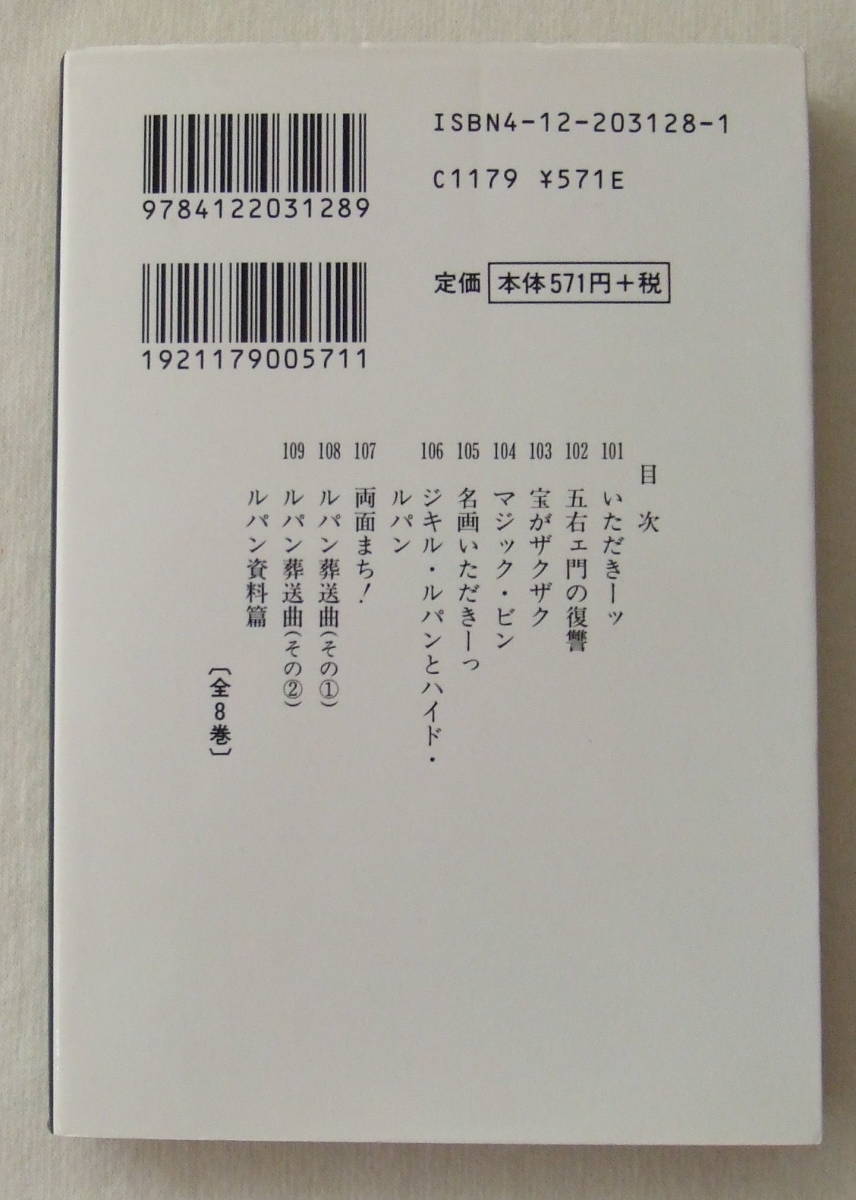 ISBN4-12-203128-1
C1179 ¥571E
9784122031289
定価 本体571円+税
1921179005711
目次
101 いただきーッ
102 五右ェ門の復讐
103 宝がザクザク
104 マジック・ビン
105 名画いただきーっ
106 ジキル・ルパンとハイド・
ルパン
107 両面まち!
108 ルパン葬送曲(その①)
109 ルパン葬送曲(その②)
ルパン資料篇
〔全8巻〕